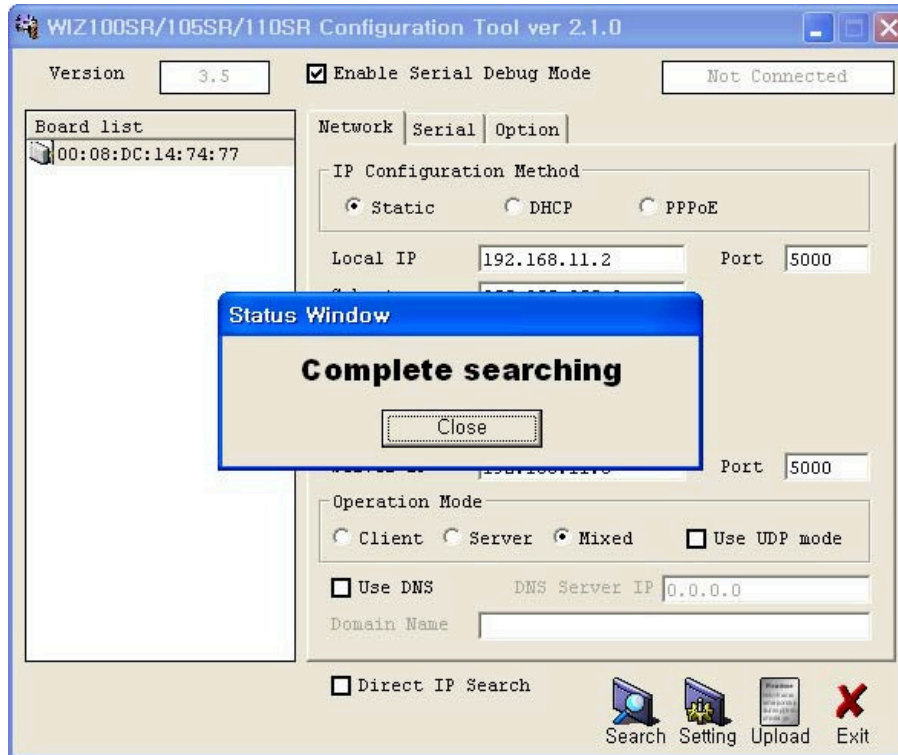 WIZ100SR/105SR/110SR Configuration Tool ver 2.1.0
Version 3.5 Enable Serial Debug Mode Not Connected
Board list
00:08:DC:14:74:77
Network Serial Option
IP Configuration Method
Static DHCP PPPoE
Local IP 192.168.11.2 Port 5000
Status Window
Complete searching
Close
Port 5000
Operation Mode
Client Server Mixed Use UDP mode
Use DNS DNS Server IP 0.0.0.0
Domain Name
Direct IP Search
Search Setting Upload Exit